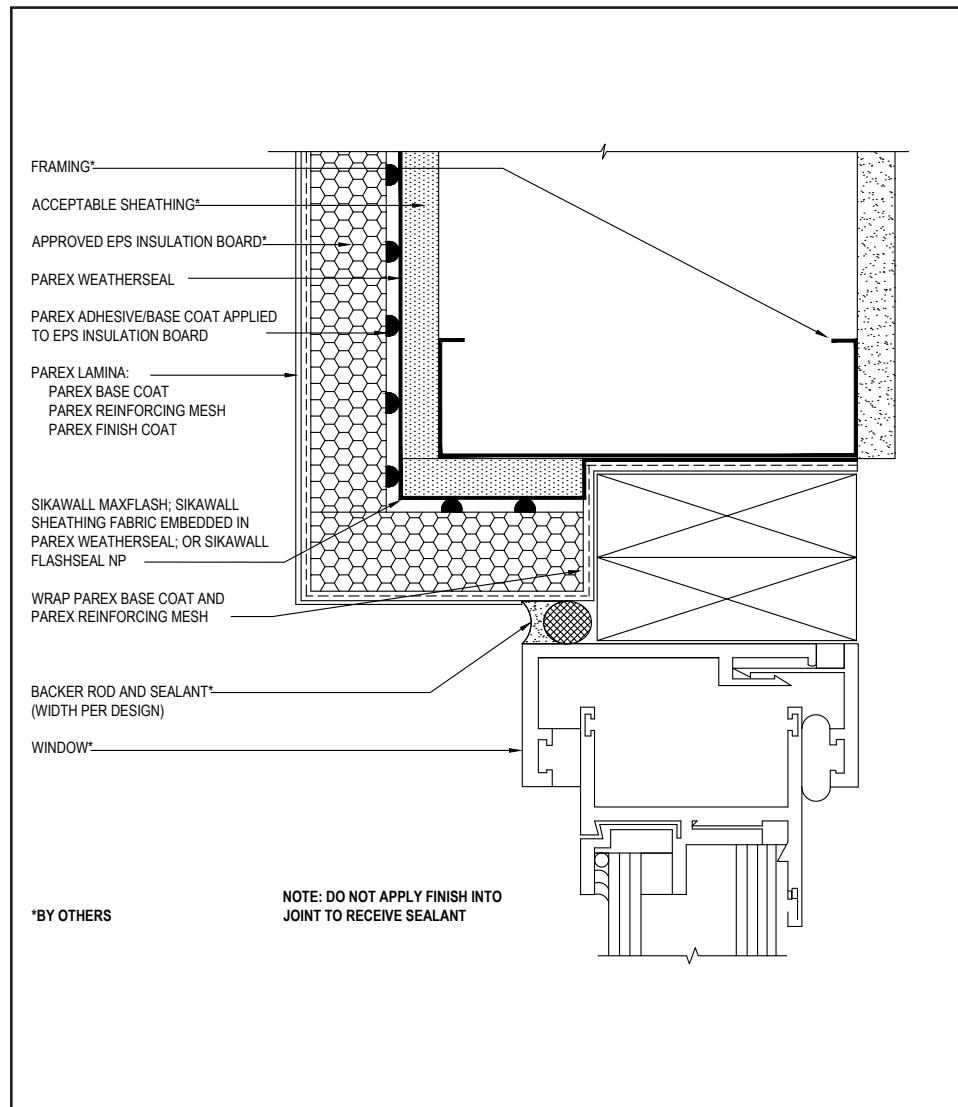 FRAMING*
ACCEPTABLE SHEATHING*
APPROVED EPS INSULATION BOARD*
PAREX WEATHERSEAL
PAREX ADHESIVE/BASE COAT APPLIED
TO EPS INSULATION BOARD
PAREX LAMINA:
PAREX BASE COAT
PAREX REINFORCING MESH
PAREX FINISH COAT
SIKAWALL MAXFLASH; SIKAWALL
SHEATHING FABRIC EMBEDDED IN
PAREX WEATHERSEAL; OR SIKAWALL
FLASHSEAL NP
WRAP PAREX BASE COAT AND
PAREX REINFORCING MESH
BACKER ROD AND SEALANT*
(WIDTH PER DESIGN)
WINDOW*
*BY OTHERS
NOTE: DO NOT APPLY FINISH INTO
JOINT TO RECEIVE SEALANT